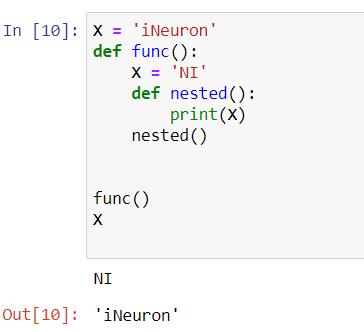 In [10]: X = 'iNeuron'
def func():
    X = 'NI'
    def nested():
        print(X)
    nested()
func()
X
NI
Out[10]: 'iNeuron'